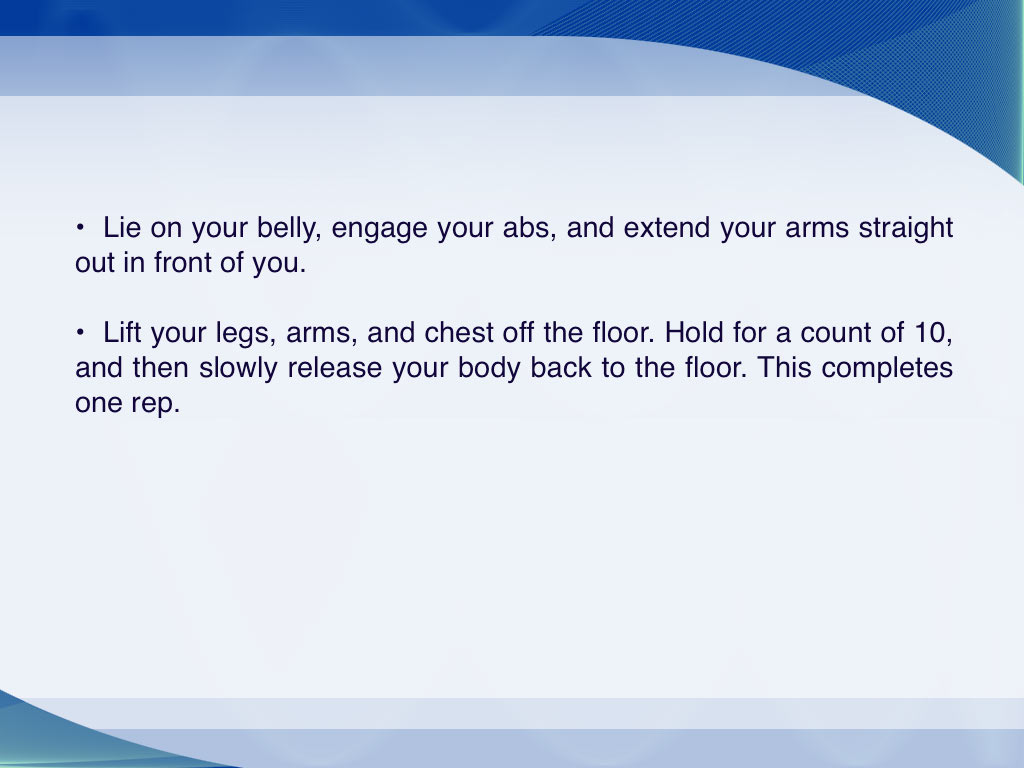 • Lie on your belly, engage your abs, and extend your arms straight
out in front of you.
• Lift your legs, arms, and chest off the floor. Hold for a count of 10,
and then slowly release your body back to the floor. This completes
one rep.